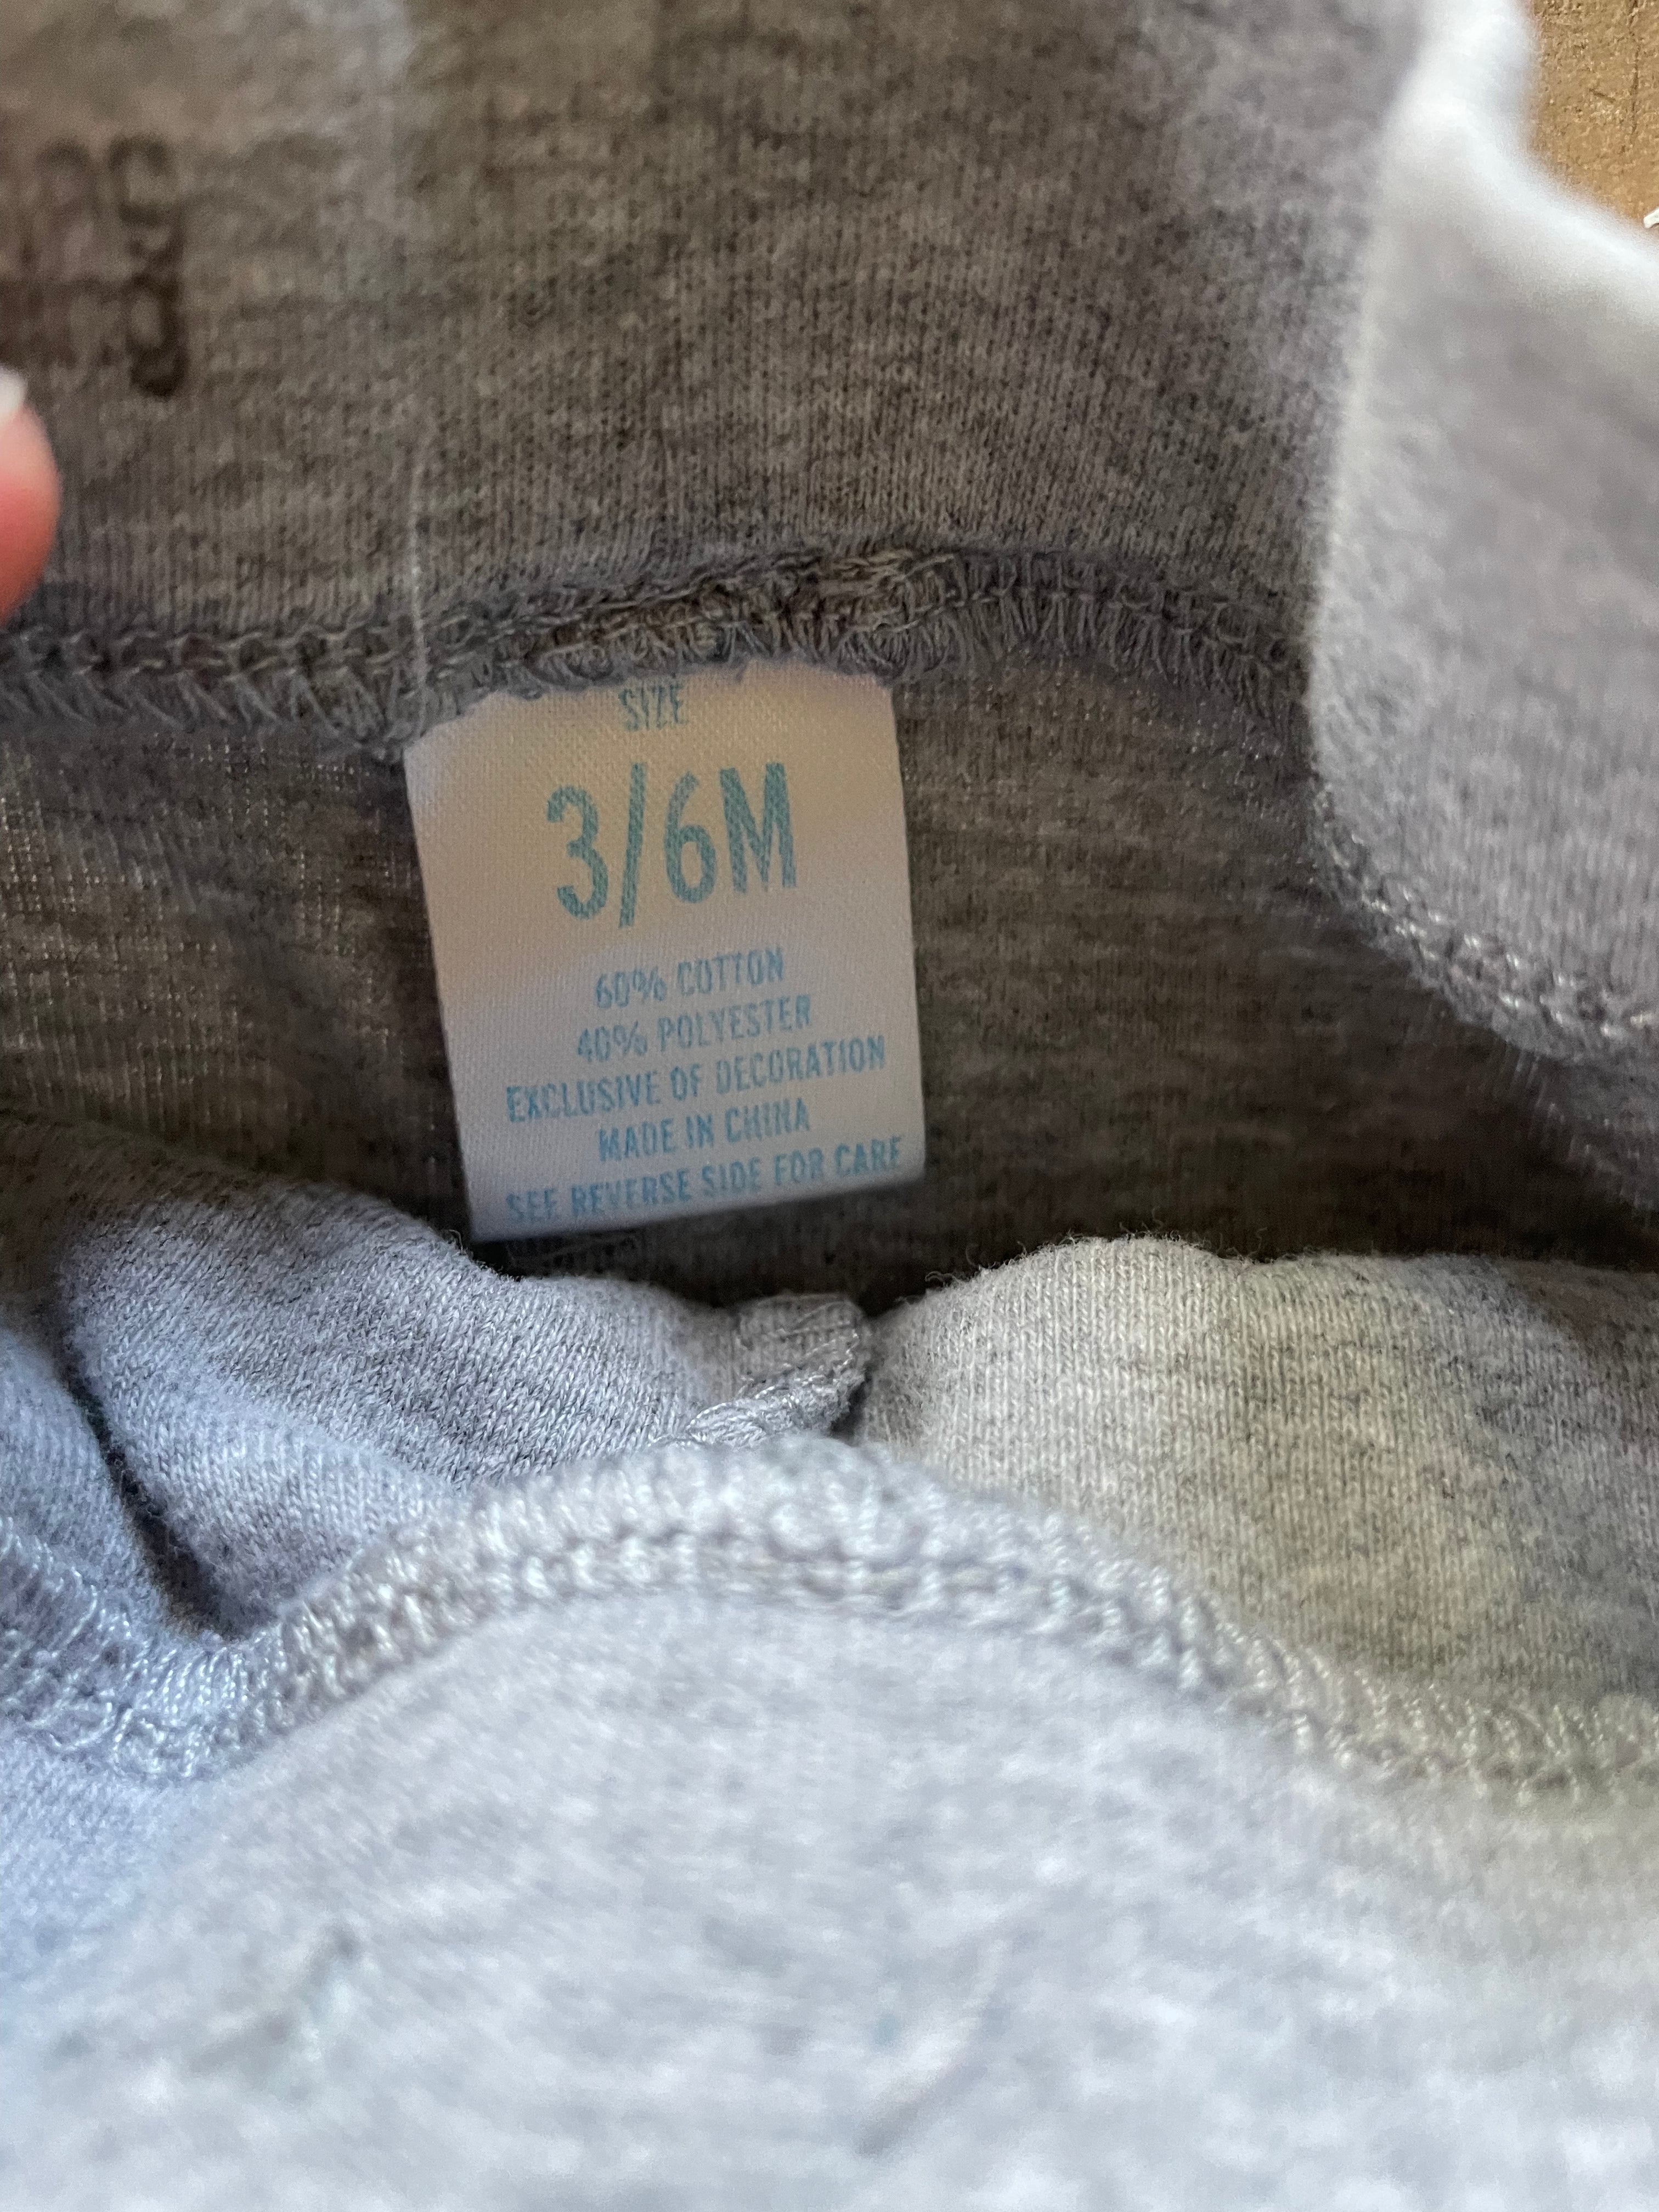 SIZE
3/6M
60% COTTON
40% POLYESTER
EXCLUSIVE OF DECORATION
MADE IN CHINA
SEE REVERSE SIDE FOR CARE